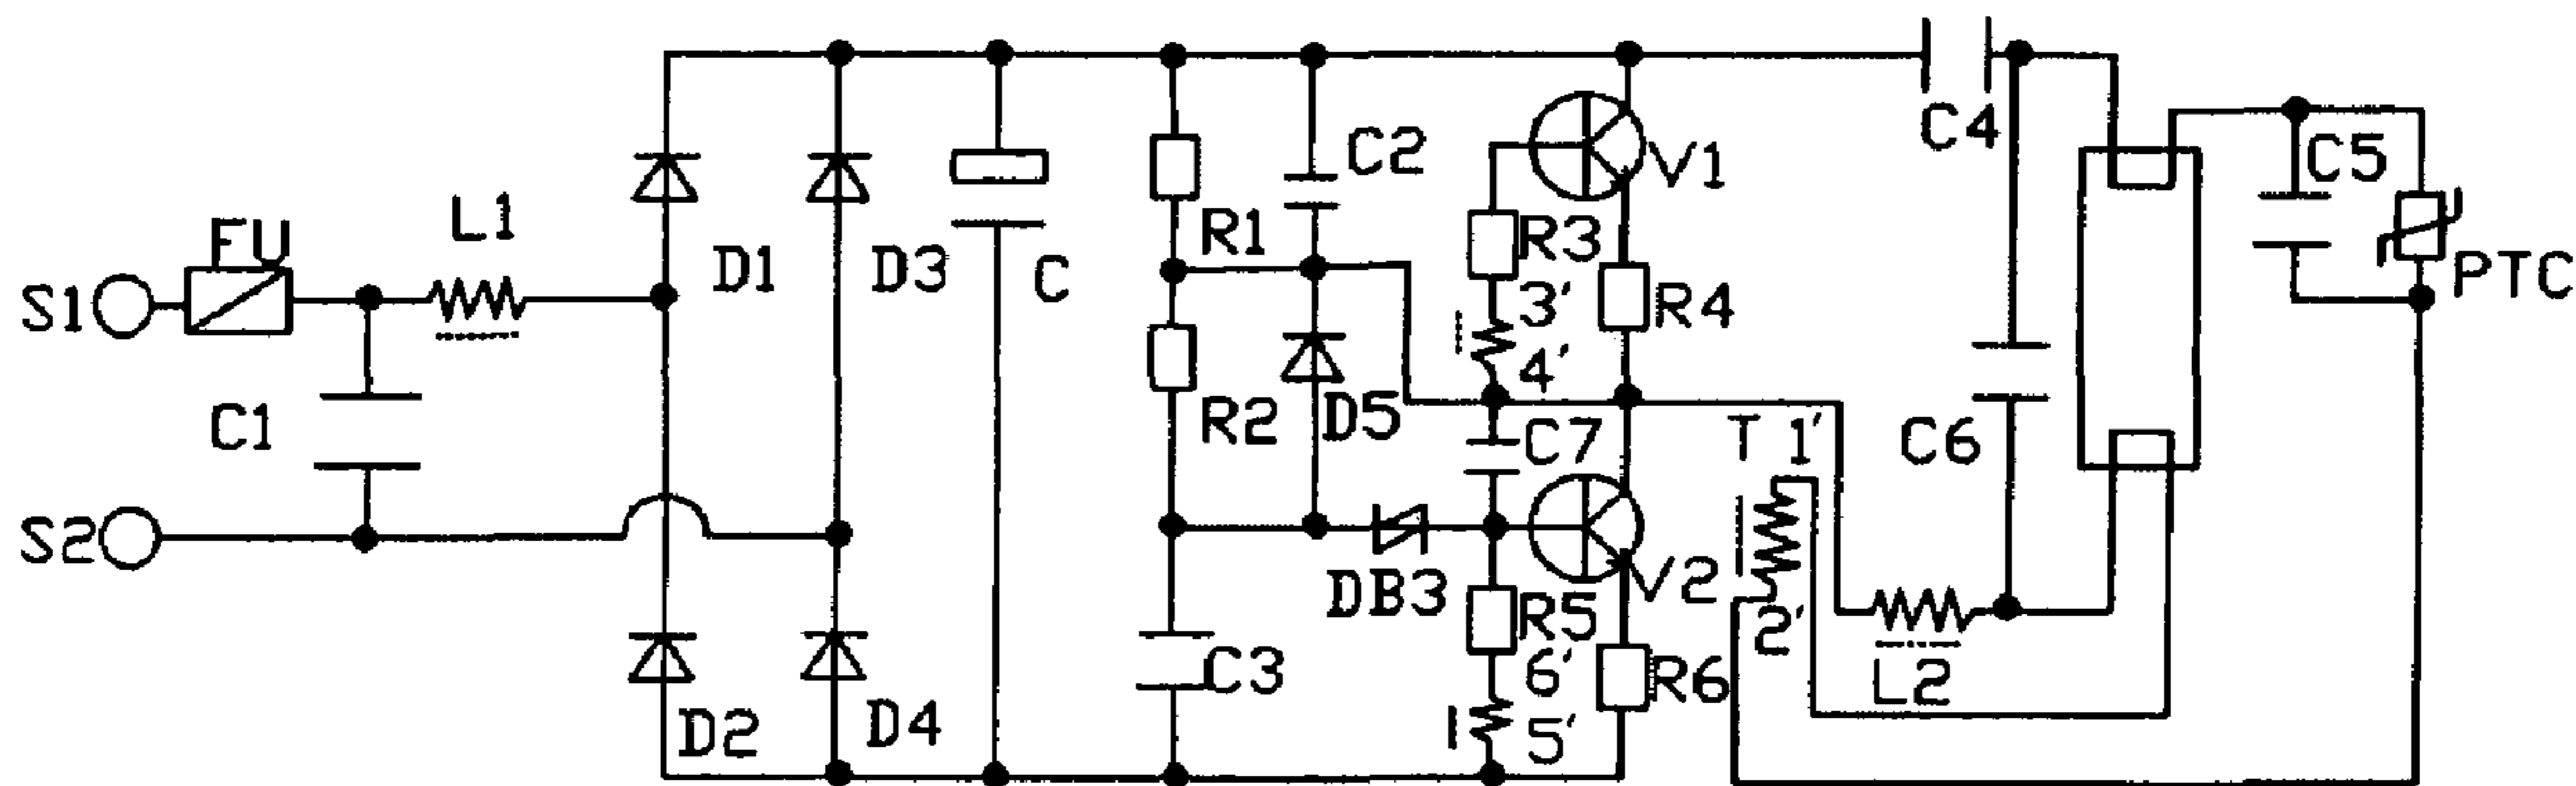 S1
FU
L1
C1
S2
D1
D3
D2
D4
C
R1
R2
C2
D5
C3
DB3
R3
3'
4'
C7
R5
6'
5'
V1
R4
V2
R6
T 1'
2'
L2
C4
C6
C5
PTC